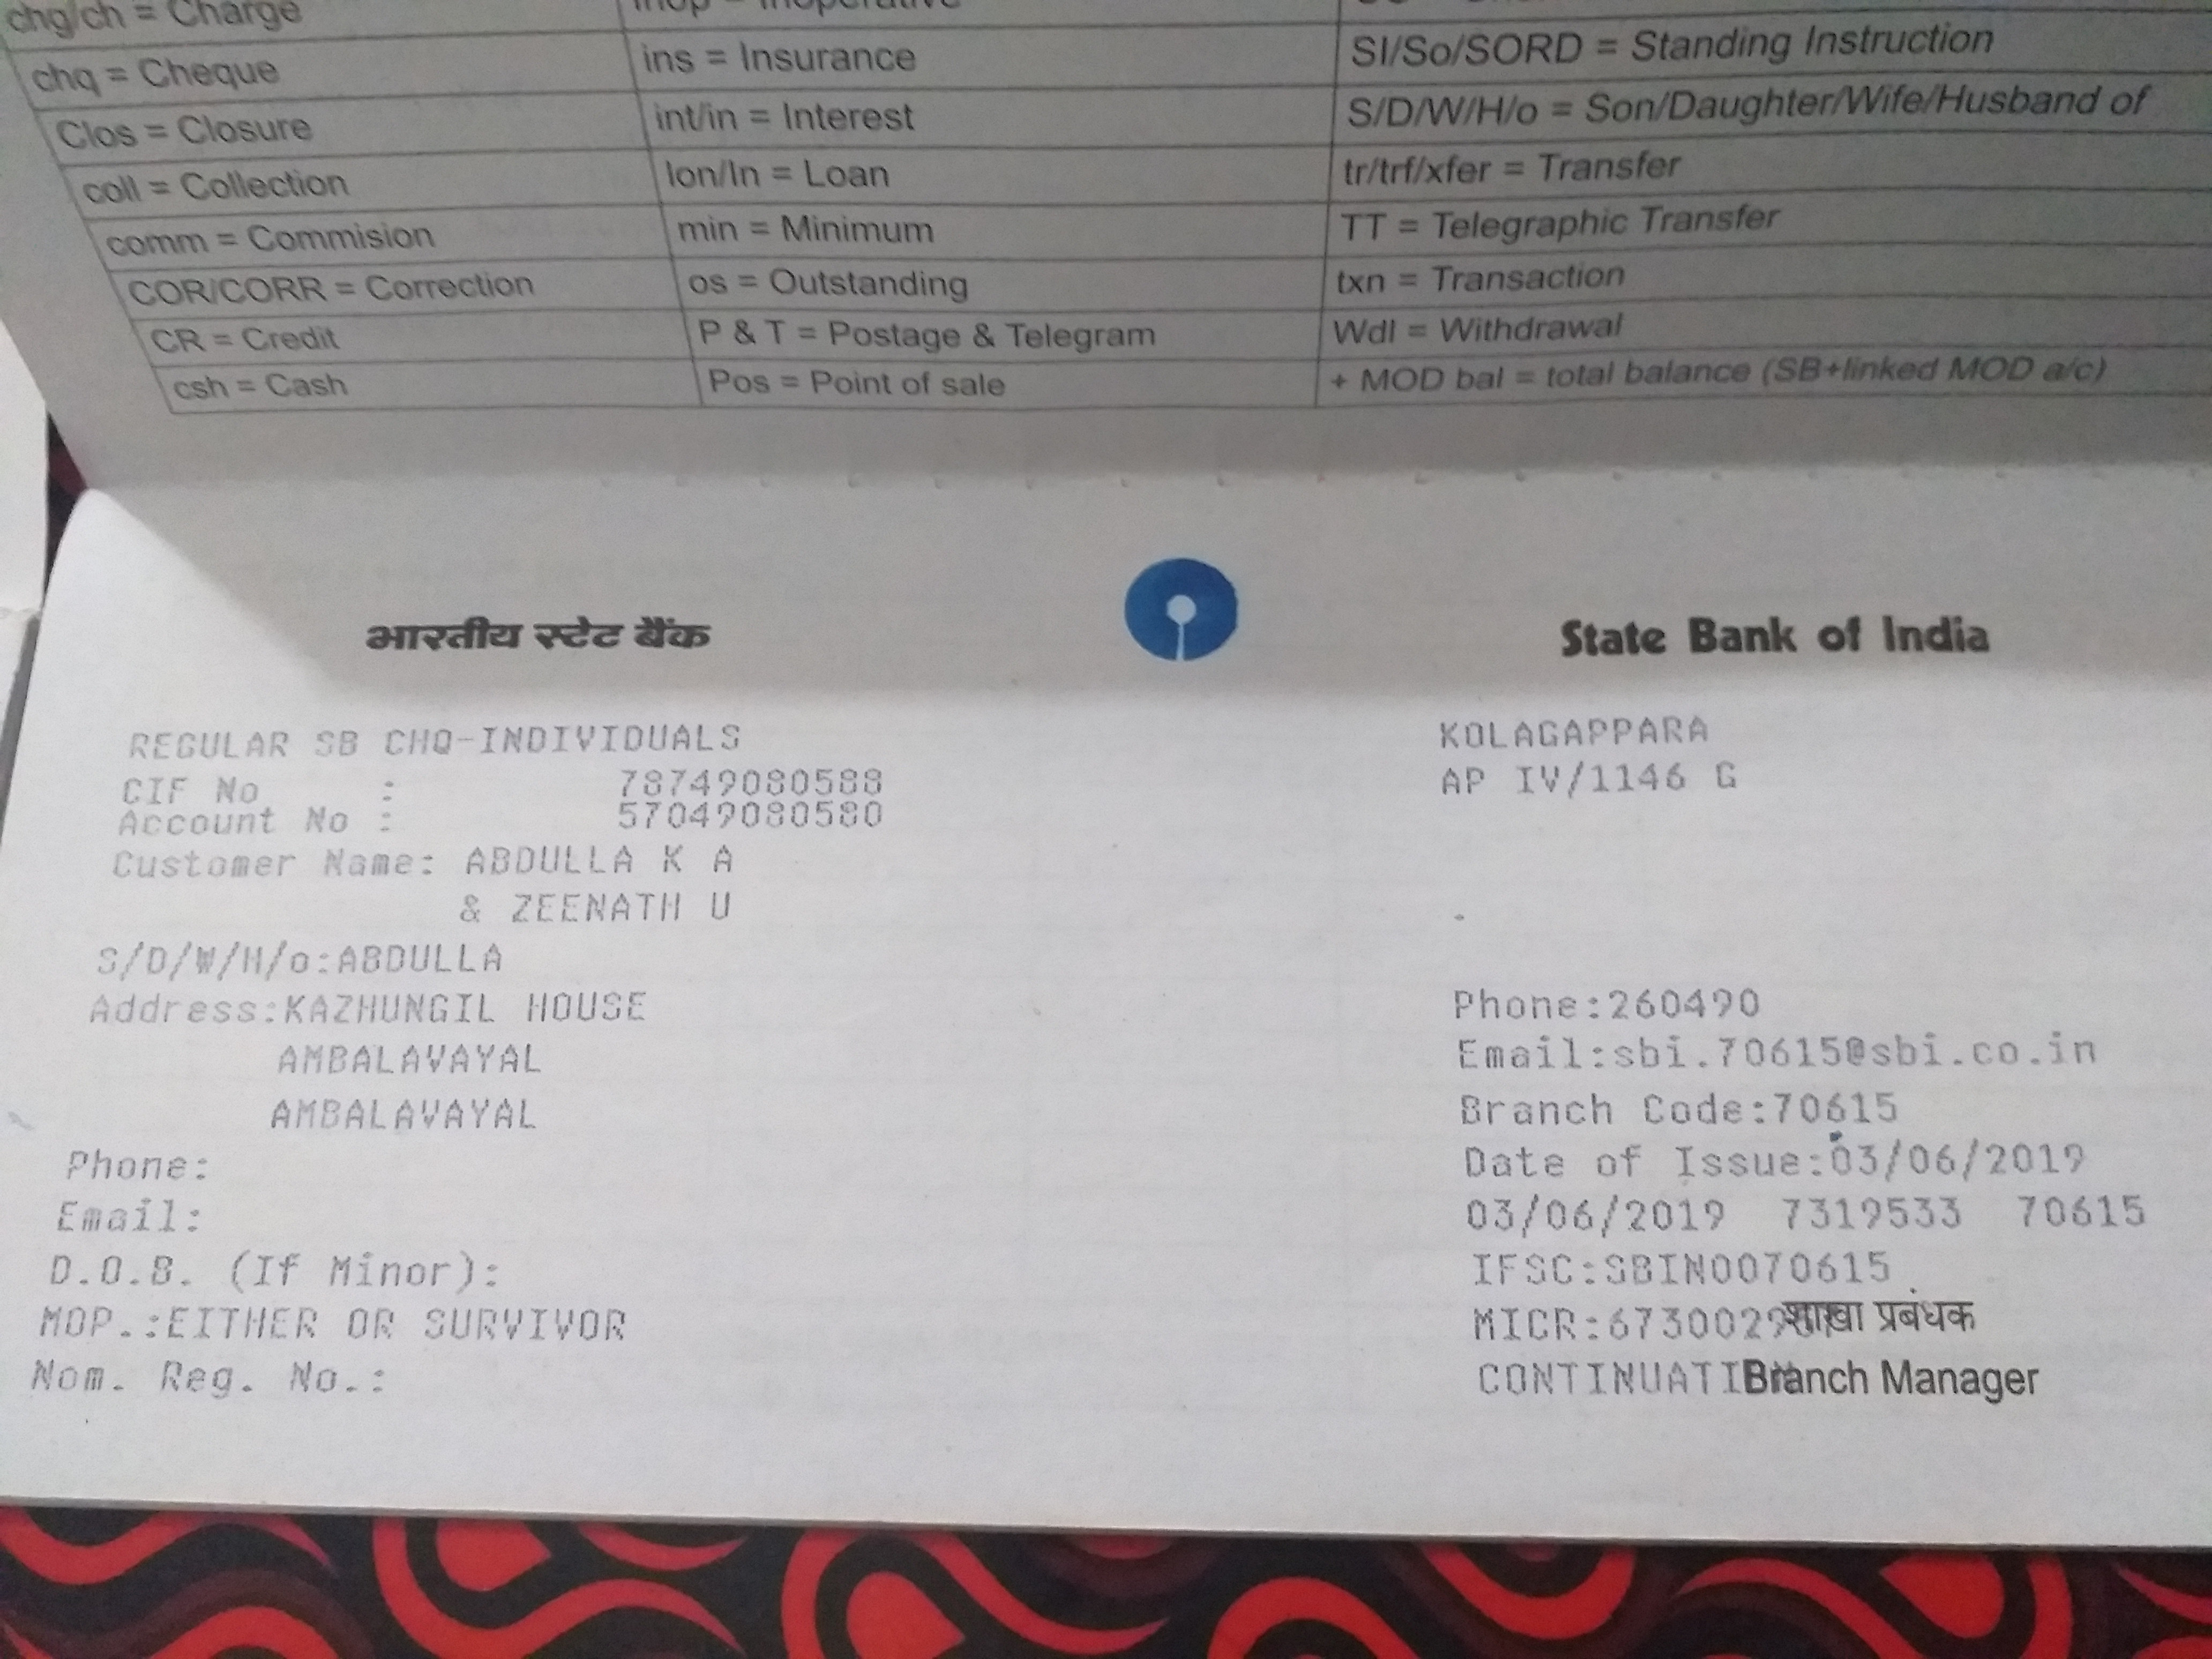 chg/ch = Charge
chq = Cheque ins = Insurance SI/So/SORD = Standing Instruction
Clos = Closure int/in = Interest S/D/W/H/o = Son/Daughter/Wife/Husband of
coll = Collection lon/ln = Loan tr/trf/xfer = Transfer
comm = Commision min = Minimum TT = Telegraphic Transfer
COR/CORR = Correction os = Outstanding txn = Transaction
CR = Credit P & T = Postage & Telegram Wdl = Withdrawal
csh = Cash Pos = Point of sale + MOD bal = total balance (SB+linked MOD a/c)
भारतीय स्टेट बैंक State Bank of India
REGULAR SB CHQ-INDIVIDUALS KOLAGAPPARA
CIF No : 78749080588 AP IV/1146 G
Account No : 57049080580
Customer Name: ABDULLA K A
& ZEENATH U
S/D/W/H/o:ABDULLA
Address:KAZHUNGIL HOUSE Phone:260490
AMBALAVAYAL Email:sbi.70615@sbi.co.in
AMBALAVAYAL Branch Code:70615
Phone: Date of Issue:03/06/2019
Email: 03/06/2019 7319533 70615
D.O.B. (If Minor): IFSC:SBIN0070615
MOP.:EITHER OR SURVIVOR MICR:673002 शाखा प्रबंधक
Nom. Reg. No.: Branch Manager